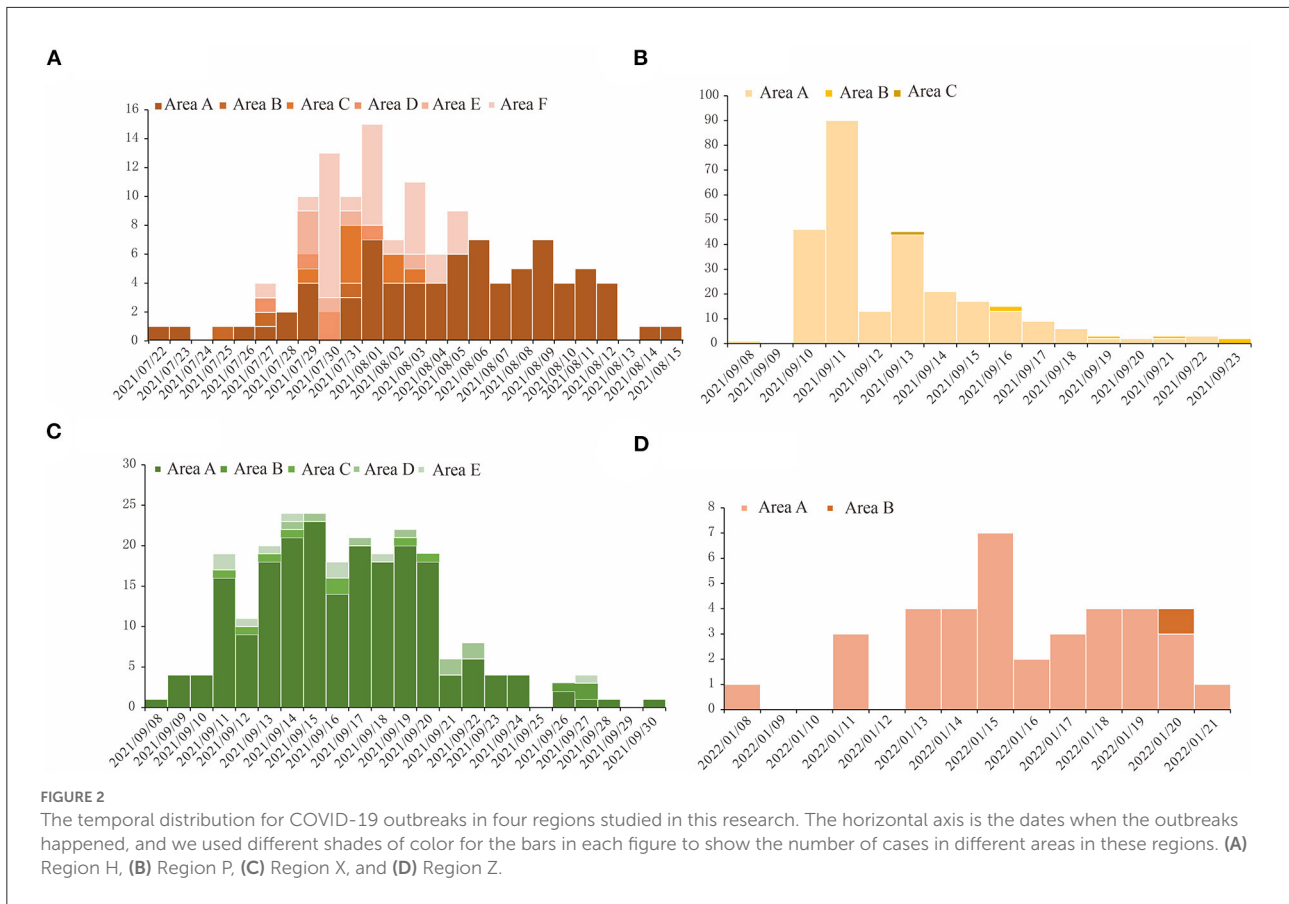 A
Area A Area B Area C Area D Area E Area F
16
14
12
10
8
6
4
2
0
2021/07/22 2021/07/23 2021/07/24 2021/07/25 2021/07/26 2021/07/27 2021/07/28 2021/07/29 2021/07/30 2021/07/31 2021/08/01 2021/08/02 2021/08/03 2021/08/04 2021/08/05 2021/08/06 2021/08/07 2021/08/08 2021/08/09 2021/08/10 2021/08/11 2021/08/12 2021/08/13 2021/08/14 2021/08/15
B
Area A Area B Area C
100
90
80
70
60
50
40
30
20
10
0
2021/09/08 2021/09/09 2021/09/10 2021/09/11 2021/09/12 2021/09/13 2021/09/14 2021/09/15 2021/09/16 2021/09/17 2021/09/18 2021/09/19 2021/09/20 2021/09/21 2021/09/22 2021/09/23
C
Area A Area B Area C Area D Area E
30
25
20
15
10
5
0
2021/09/08 2021/09/09 2021/09/10 2021/09/11 2021/09/12 2021/09/13 2021/09/14 2021/09/15 2021/09/16 2021/09/17 2021/09/18 2021/09/19 2021/09/20 2021/09/21 2021/09/22 2021/09/23 2021/09/24 2021/09/25 2021/09/26 2021/09/27 2021/09/28 2021/09/29 2021/09/30
D
Area A Area B
8
7
6
5
4
3
2
1
0
2022/01/08 2022/01/09 2022/01/10 2022/01/11 2022/01/12 2022/01/13 2022/01/14 2022/01/15 2022/01/16 2022/01/17 2022/01/18 2022/01/19 2022/01/20 2022/01/21
FIGURE 2
The temporal distribution for COVID-19 outbreaks in four regions studied in this research. The horizontal axis is the dates when the outbreaks
happened, and we used different shades of color for the bars in each figure to show the number of cases in different areas in these regions. (A)
Region H, (B) Region P, (C) Region X, and (D) Region Z.